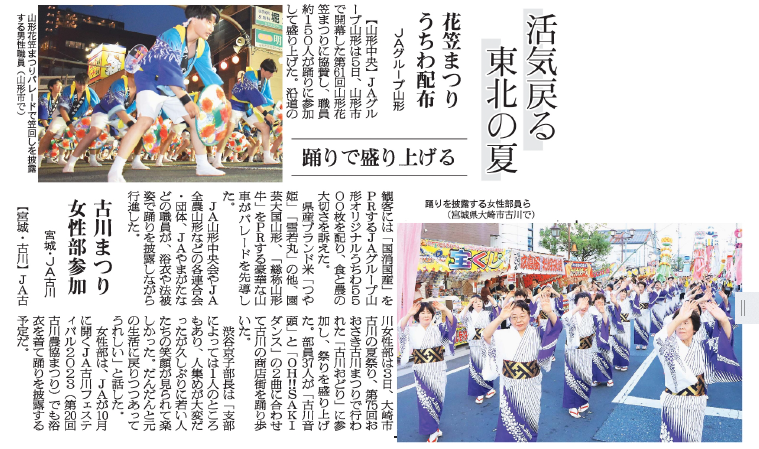 活気戻る
東北の夏
花笠まつり
うちわ配布
JAグループ山形
踊りで盛り上げる
【山形中央】JAグル
ープ山形は5日、山形市
で開幕した第61回山形花
笠まつりに協賛し、職員
約150人が踊りに参加
して盛り上げた。沿道の
観客には「国消国産」を
PRするJAグループ山
形オリジナルうちわ55
00枚を配り、食と農の
大切さを訴えた。
県産ブランド米「つや
姫」「雪若丸」の他、園
芸大国山形、「総称山形
牛」をPRする豪華な山
車がパレードを先導し
た。
JA山形中央会やJA
全農山形などの各連合会
・団体、JAやまがたな
どの職員が、浴衣や法被
姿で踊りを披露しながら
行進した。
山形花笠まつりパレードで笠回しを披露
する男性職員(山形市で)
古川まつり
女性部参加
宮城・JA古川
【宮城・古川】JA古
川女性部は3日、大崎市
古川の夏祭り、第75回お
おさき古川まつりで行わ
れた「古川おどり」に参
加し、祭りを盛り上げ
た。部員37人が「古川音
頭」と「OH!!SAKI
ダンス」の2曲に合わせ
て古川の商店街を踊り歩
いた。
渋谷京子部長は「支部
によっては1人のところ
もあり、人集めが大変だ
ったが久しぶりに若い人
たちの笑顔が見られて楽
しかった。だんだんと元
の生活に戻りつつあって
うれしい」と話した。
女性部は、JAが10月
に開くJA古川フェステ
ィバル2023(第20回
古川農協まつり)でも浴
衣を着て踊りを披露する
予定だ。
踊りを披露する女性部員ら
(宮城県大崎市古川で)
宝くじ